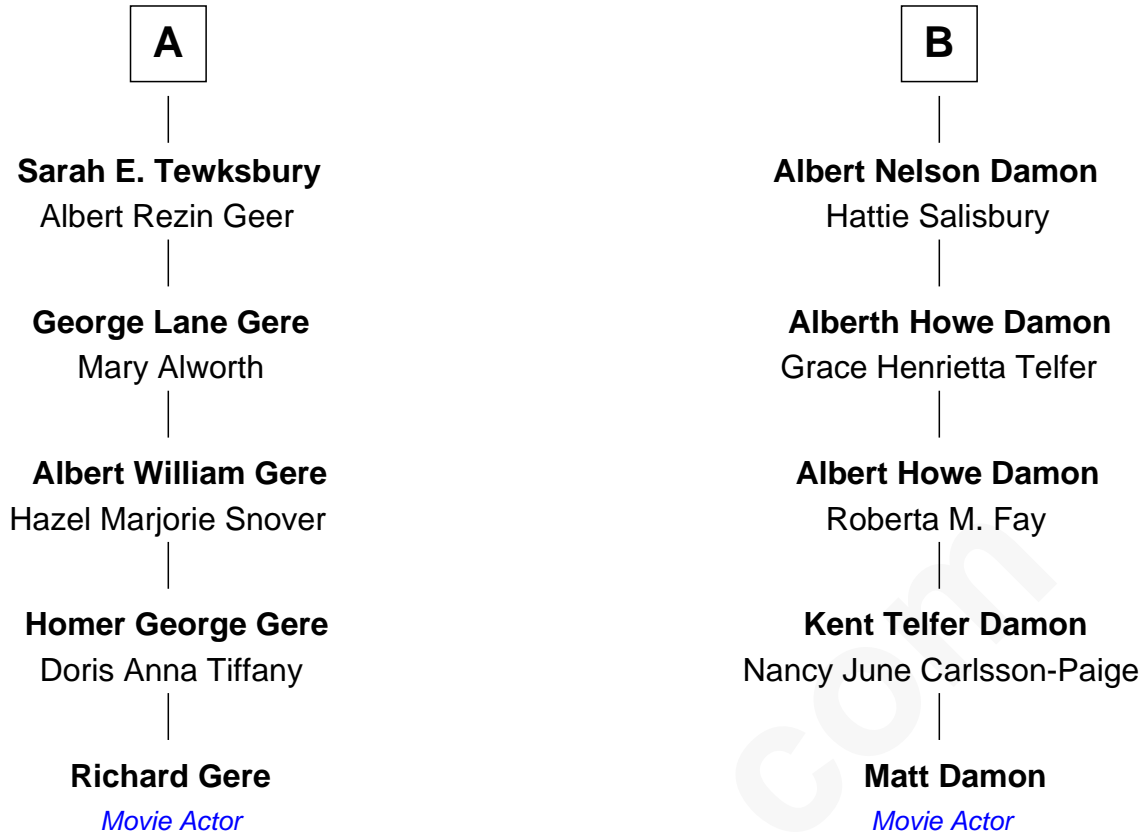 A
Sarah E. Tewksbury
Albert Rezin Geer
George Lane Gere
Mary Alworth
Albert William Gere
Hazel Marjorie Snover
Homer George Gere
Doris Anna Tiffany
Richard Gere
Movie Actor
B
Albert Nelson Damon
Hattie Salisbury
Alberth Howe Damon
Grace Henrietta Telfer
Albert Howe Damon
Roberta M. Fay
Kent Telfer Damon
Nancy June Carlsson-Paige
Matt Damon
Movie Actor
com